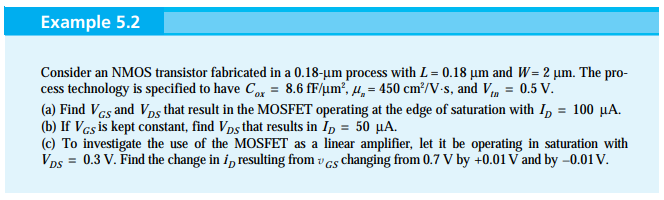 Example 5.2
Consider an NMOS transistor fabricated in a 0.18-μm process with L = 0.18 μm and W = 2 μm. The pro-
cess technology is specified to have Cox = 8.6 fF/μm², μn = 450 cm²/V·s, and Vtn = 0.5 V.
(a) Find VGS and VDS that result in the MOSFET operating at the edge of saturation with ID = 100 μA.
(b) If VGS is kept constant, find VDS that results in ID = 50 μA.
(c) To investigate the use of the MOSFET as a linear amplifier, let it be operating in saturation with
VDS = 0.3 V. Find the change in iD resulting from vGS changing from 0.7 V by +0.01 V and by –0.01 V.